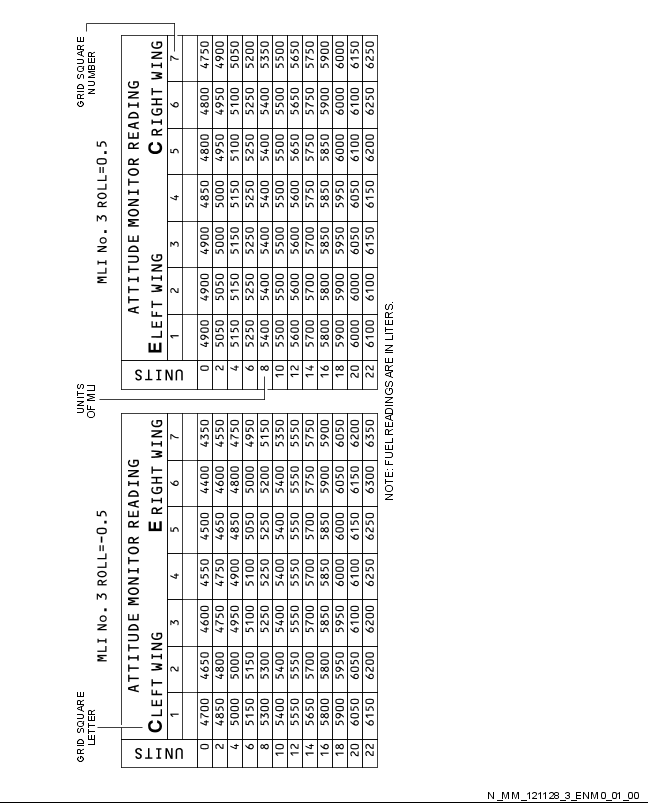 GRID SQUARE
LETTER
MLI No. 3 ROLL=-0.5
ATTITUDE MONITOR READING
UNITS
C LEFT WING E RIGHT WING
1 2 3 4 5 6 7
0 4700 4650 4600 4550 4500 4400 4350
2 4850 4800 4750 4750 4650 4600 4550
4 5000 5000 4950 4900 4850 4800 4750
6 5150 5150 5100 5100 5050 5000 4950
8 5300 5300 5250 5250 5250 5200 5150
10 5400 5400 5400 5400 5400 5400 5350
12 5550 5550 5550 5550 5550 5550 5550
14 5650 5700 5700 5700 5700 5750 5750
16 5800 5800 5850 5850 5850 5900 5900
18 5900 5950 5950 6000 6000 6050 6050
20 6050 6050 6100 6100 6150 6150 6200
22 6150 6200 6200 6250 6250 6300 6350
UNITS
OF MLI
GRID SQUARE
NUMBER
MLI No. 3 ROLL=0.5
ATTITUDE MONITOR READING
UNITS
E LEFT WING C RIGHT WING
1 2 3 4 5 6 7
0 4900 4900 4900 4850 4800 4800 4750
2 5050 5050 5000 5000 4950 4950 4900
4 5150 5150 5150 5150 5100 5100 5050
6 5250 5250 5250 5250 5250 5250 5200
8 5400 5400 5400 5400 5400 5400 5350
10 5500 5500 5500 5500 5500 5500 5500
12 5600 5600 5600 5600 5650 5650 5650
14 5700 5700 5700 5750 5750 5750 5750
16 5800 5800 5850 5850 5850 5900 5900
18 5900 5900 5950 5950 6000 6000 6000
20 6000 6000 6050 6050 6100 6100 6150
22 6100 6100 6150 6150 6200 6250 6250
NOTE: FUEL READINGS ARE IN LITERS.
N_MM_121128_3_ENM0_01_00